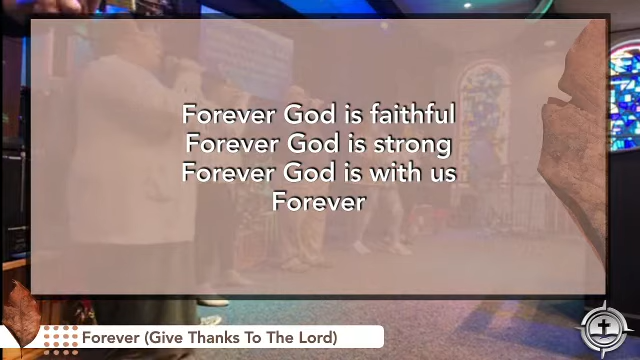 Forever God is faithful
Forever God is strong
Forever God is with us
Forever
Forever (Give Thanks To The Lord)